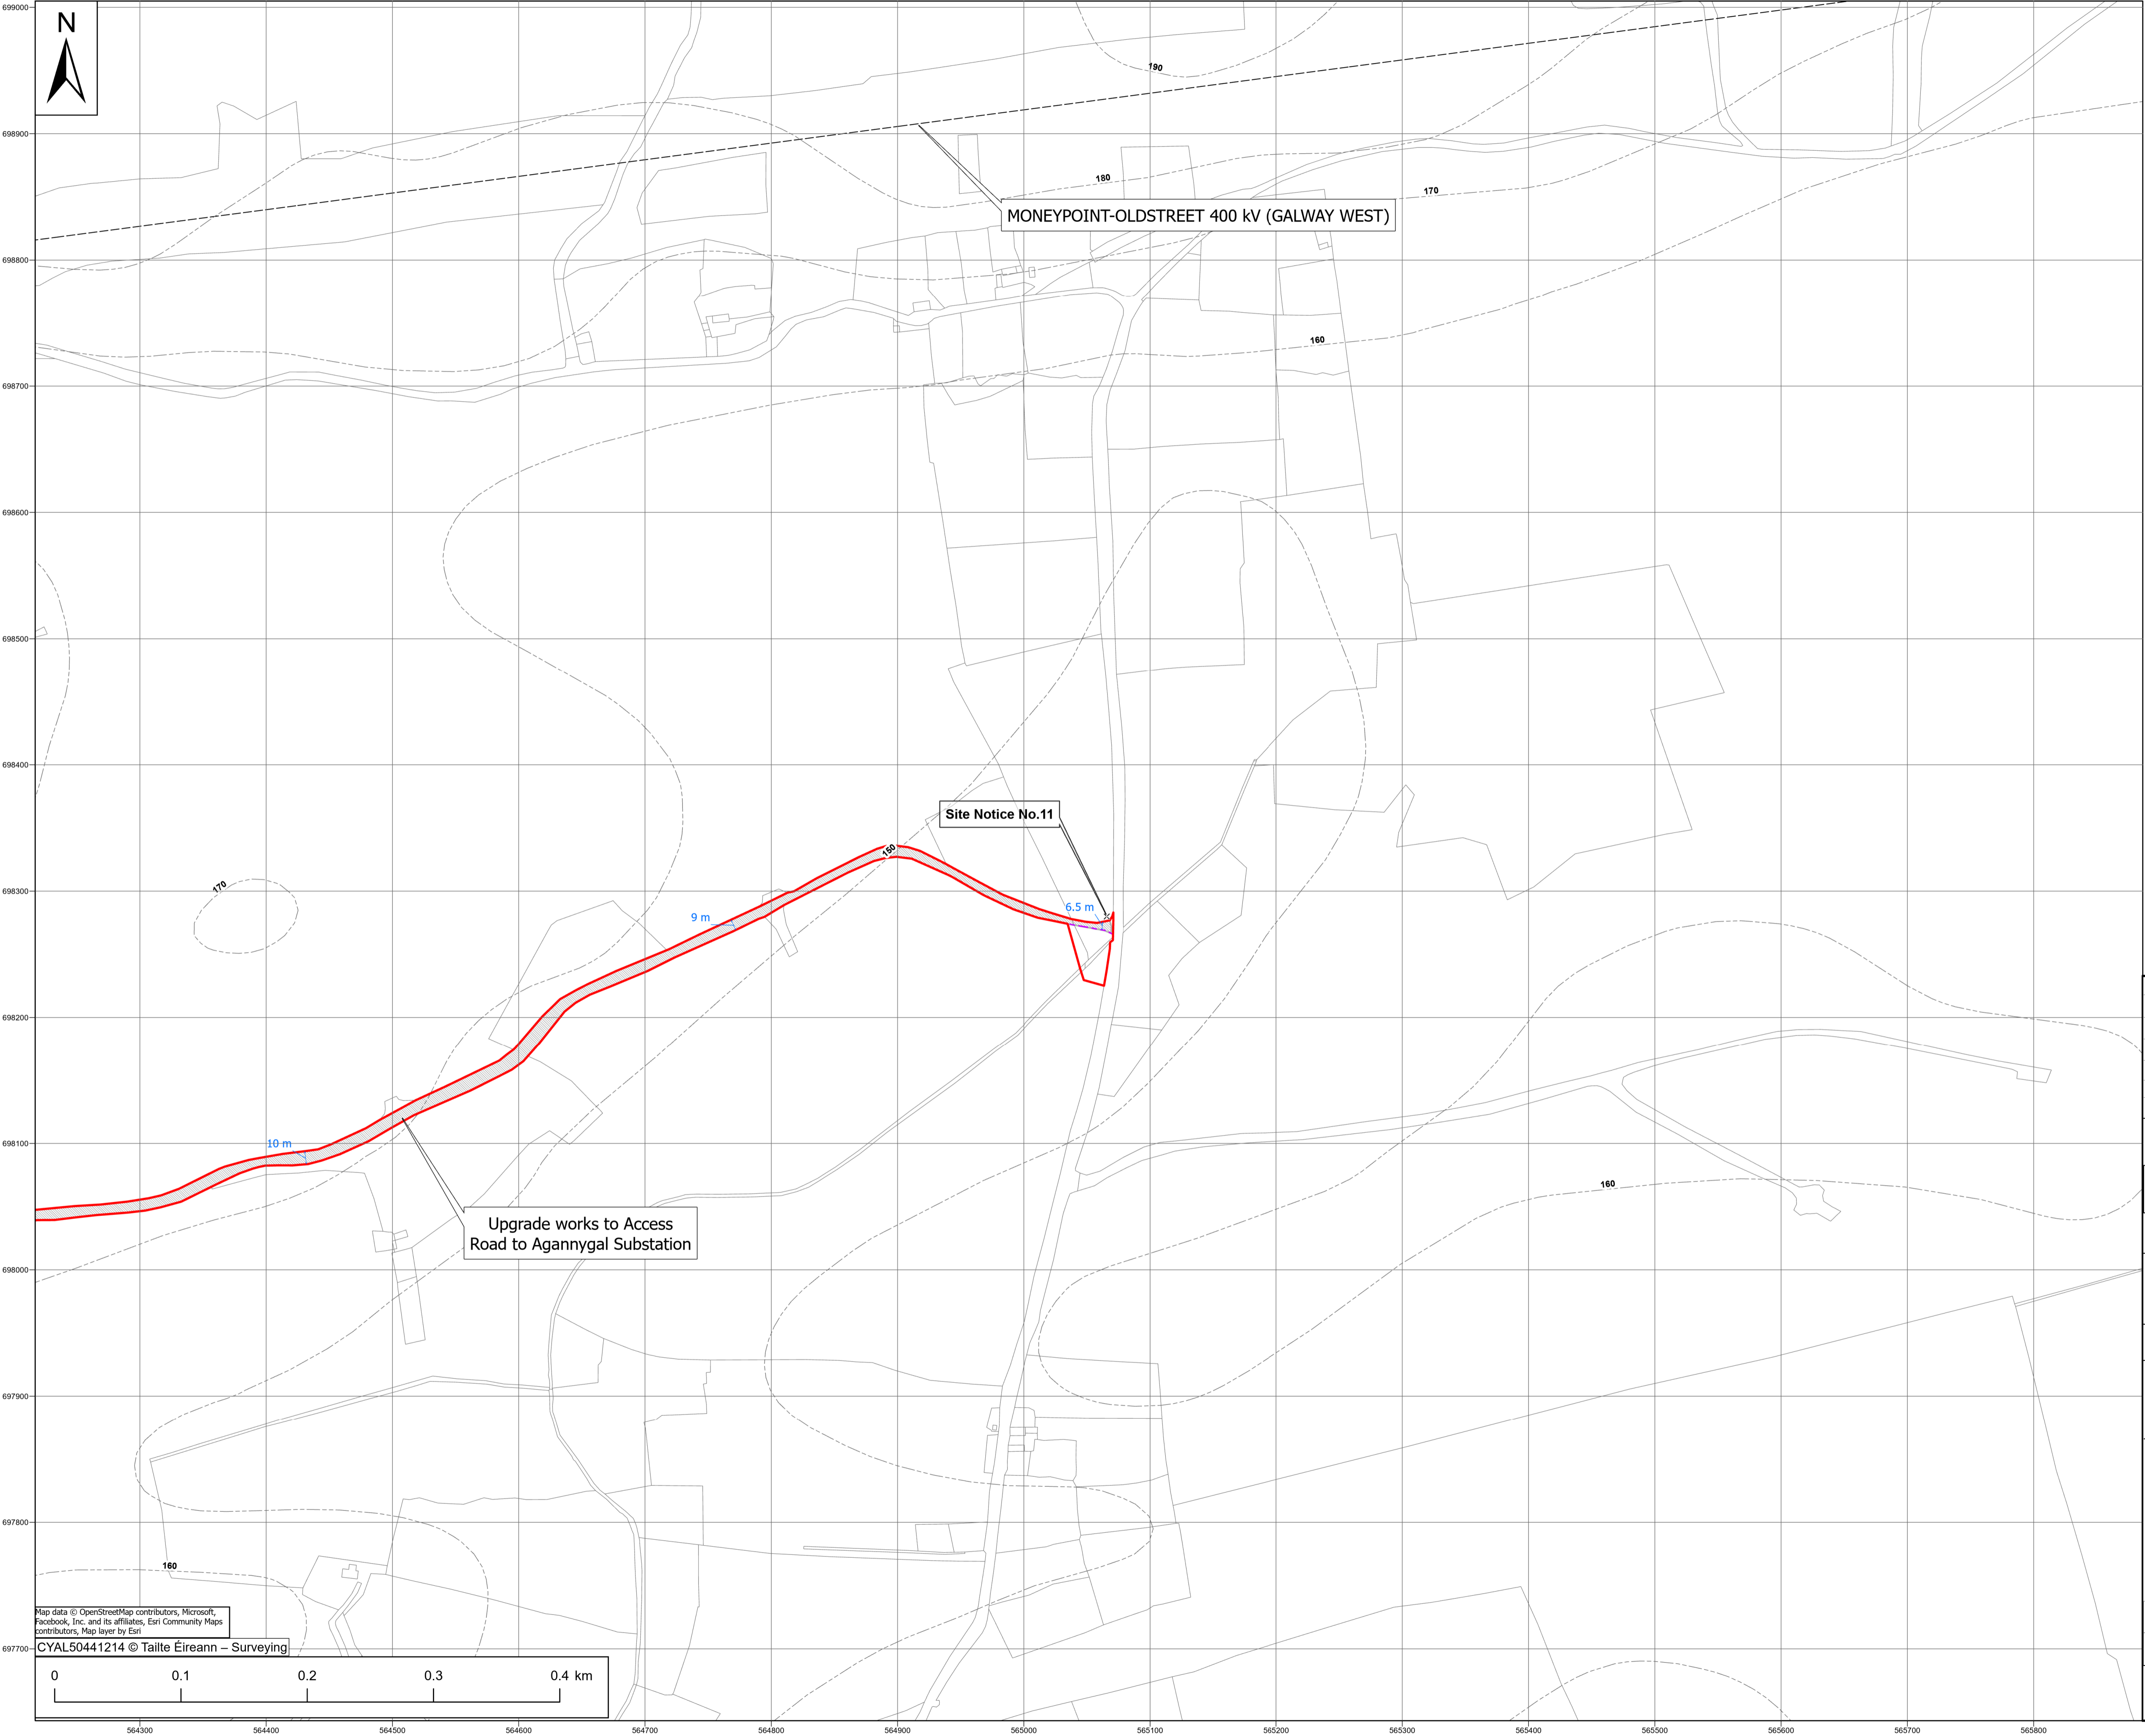 699000
N
190
698900
180
170
MONEYPOINT-OLDSTREET 400 kV (GALWAY WEST)
698800
160
698700
698600
698500
698400
Site Notice No.11
150
170
698300
6.5 m
9 m
698200
10 m
698100
160
Upgrade works to Access
Road to Agannygal Substation
698000
697900
697800
160
Map data © OpenStreetMap contributors, Microsoft,
Facebook, Inc. and its affiliates, Esri Community Maps
contributors, Map layer by Esri
CYAL50441214 © Tailte Éireann – Surveying
697700
0 0.1 0.2 0.3 0.4 km
564300 564400 564500 564600 564700 564800 564900 565000 565100 565200 565300 565400 565500 565600 565700 565800